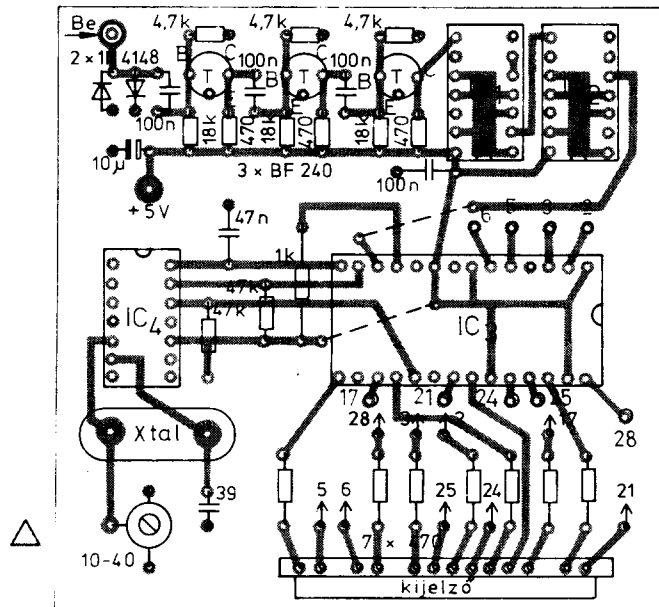 Be
4,7k
4,7k
4,7k
2 × 1N 4148
B
C
100n
B
C
100n
B
C
T
T
T
E
E
E
100n
18k
470
18k
470
18k
470
10µ
3 × BF 240
100n
+5V
47n
6
5
3
2
1k
47k
47k
IC4
IC3
17
21
24
25
28
Xtal
28
3
2
17
39
5
6
25
24
21
10-40
7 × 470
kijelző